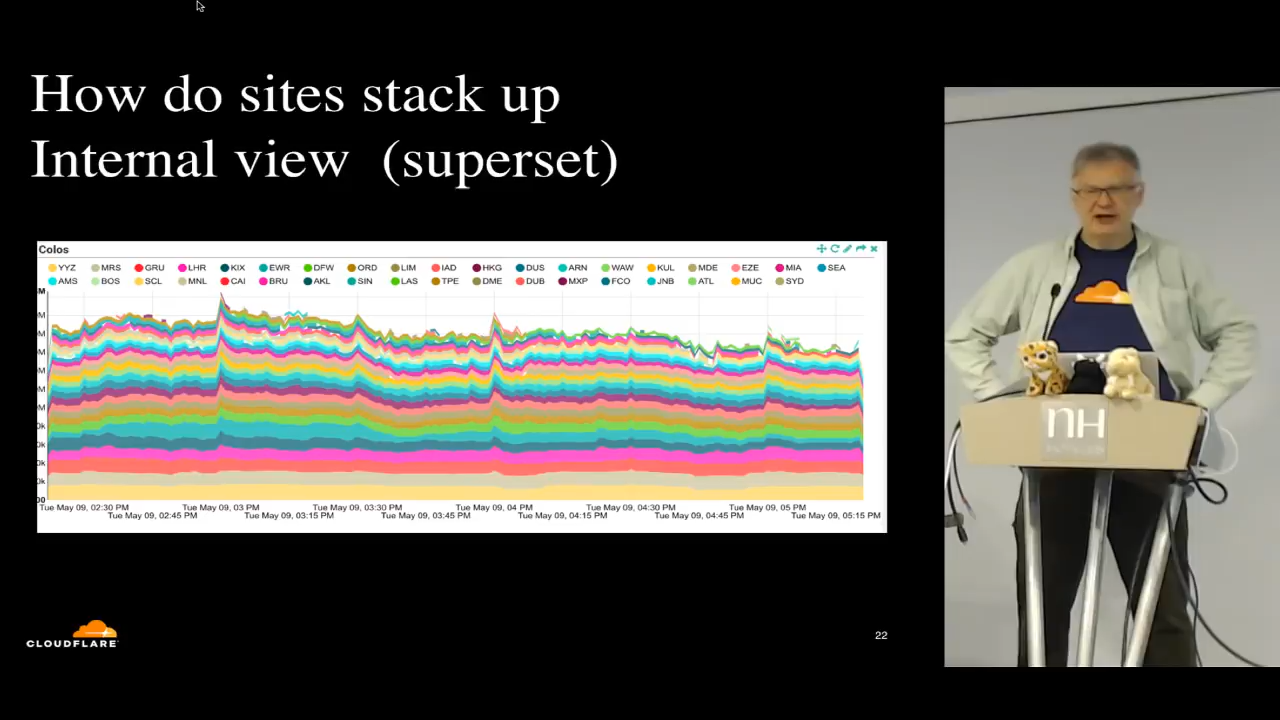 How do sites stack up
Internal view (superset)
Colos
YYZ MRS GRU LHR KIX EWR DFW ORD LIM IAD HKG DUS ARN WAW KUL MDE EZE MIA SEA
AMS BOS SCL MNL CAI BRU AKL SIN LAS TPE DME DUB MXP FCO JNB ATL MUC SYD
M
M
M
M
M
M
M
0k
0k
0k
0k
00
Tue May 09, 02:30 PM Tue May 09, 03 PM Tue May 09, 03:30 PM Tue May 09, 04 PM Tue May 09, 04:30 PM Tue May 09, 05 PM
Tue May 09, 02:45 PM Tue May 09, 03:15 PM Tue May 09, 03:45 PM Tue May 09, 04:15 PM Tue May 09, 04:45 PM Tue May 09, 05:15 PM
CLOUDFLARE
22
nH